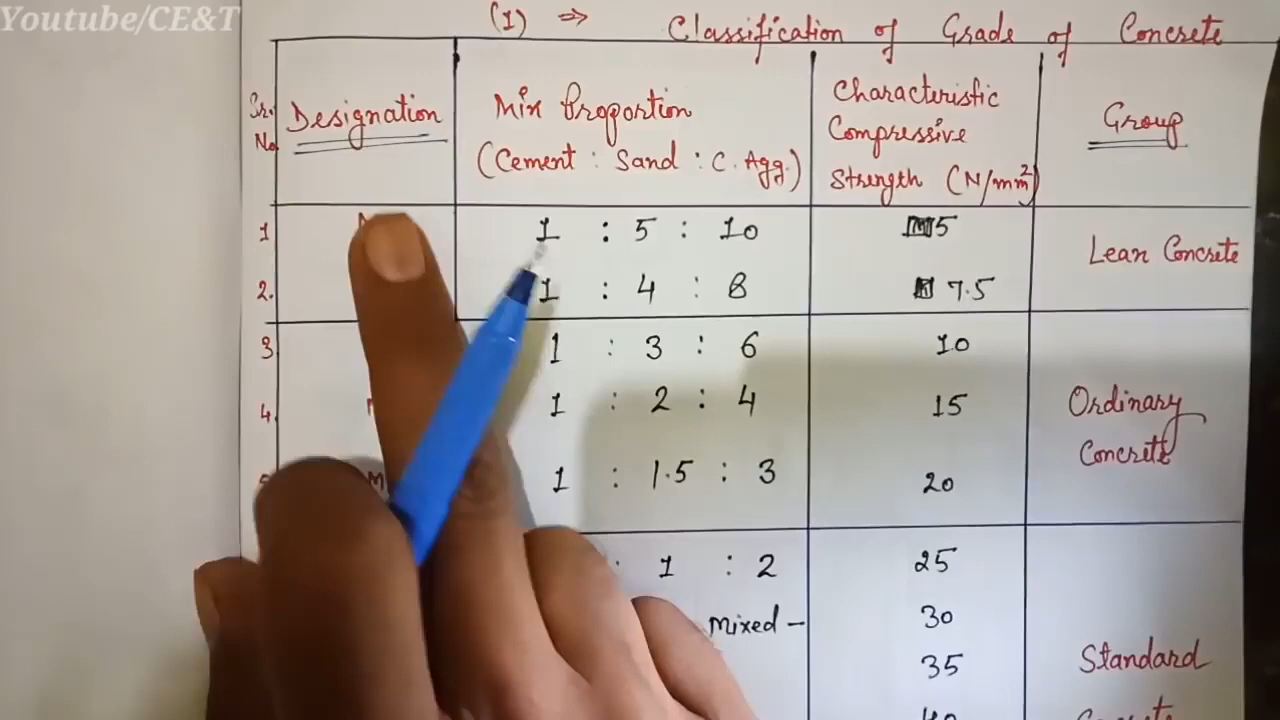 Youtube/CE&T
(1) ⇒ Classification of Grade of Concrete
Sr. No. Designation Mix Proportion (Cement : Sand : C. Agg.) Characteristic Compressive Strength (N/mm²) Group
1 1 : 5 : 10 5 Lean Concrete
2. 1 : 4 : 8 7.5
3 1 : 3 : 6 10
4. 1 : 2 : 4 15 Ordinary Concrete
M 1 : 1.5 : 3 20
: 1 : 2 25
Mixed – 30
35 Standard
40 Concrete